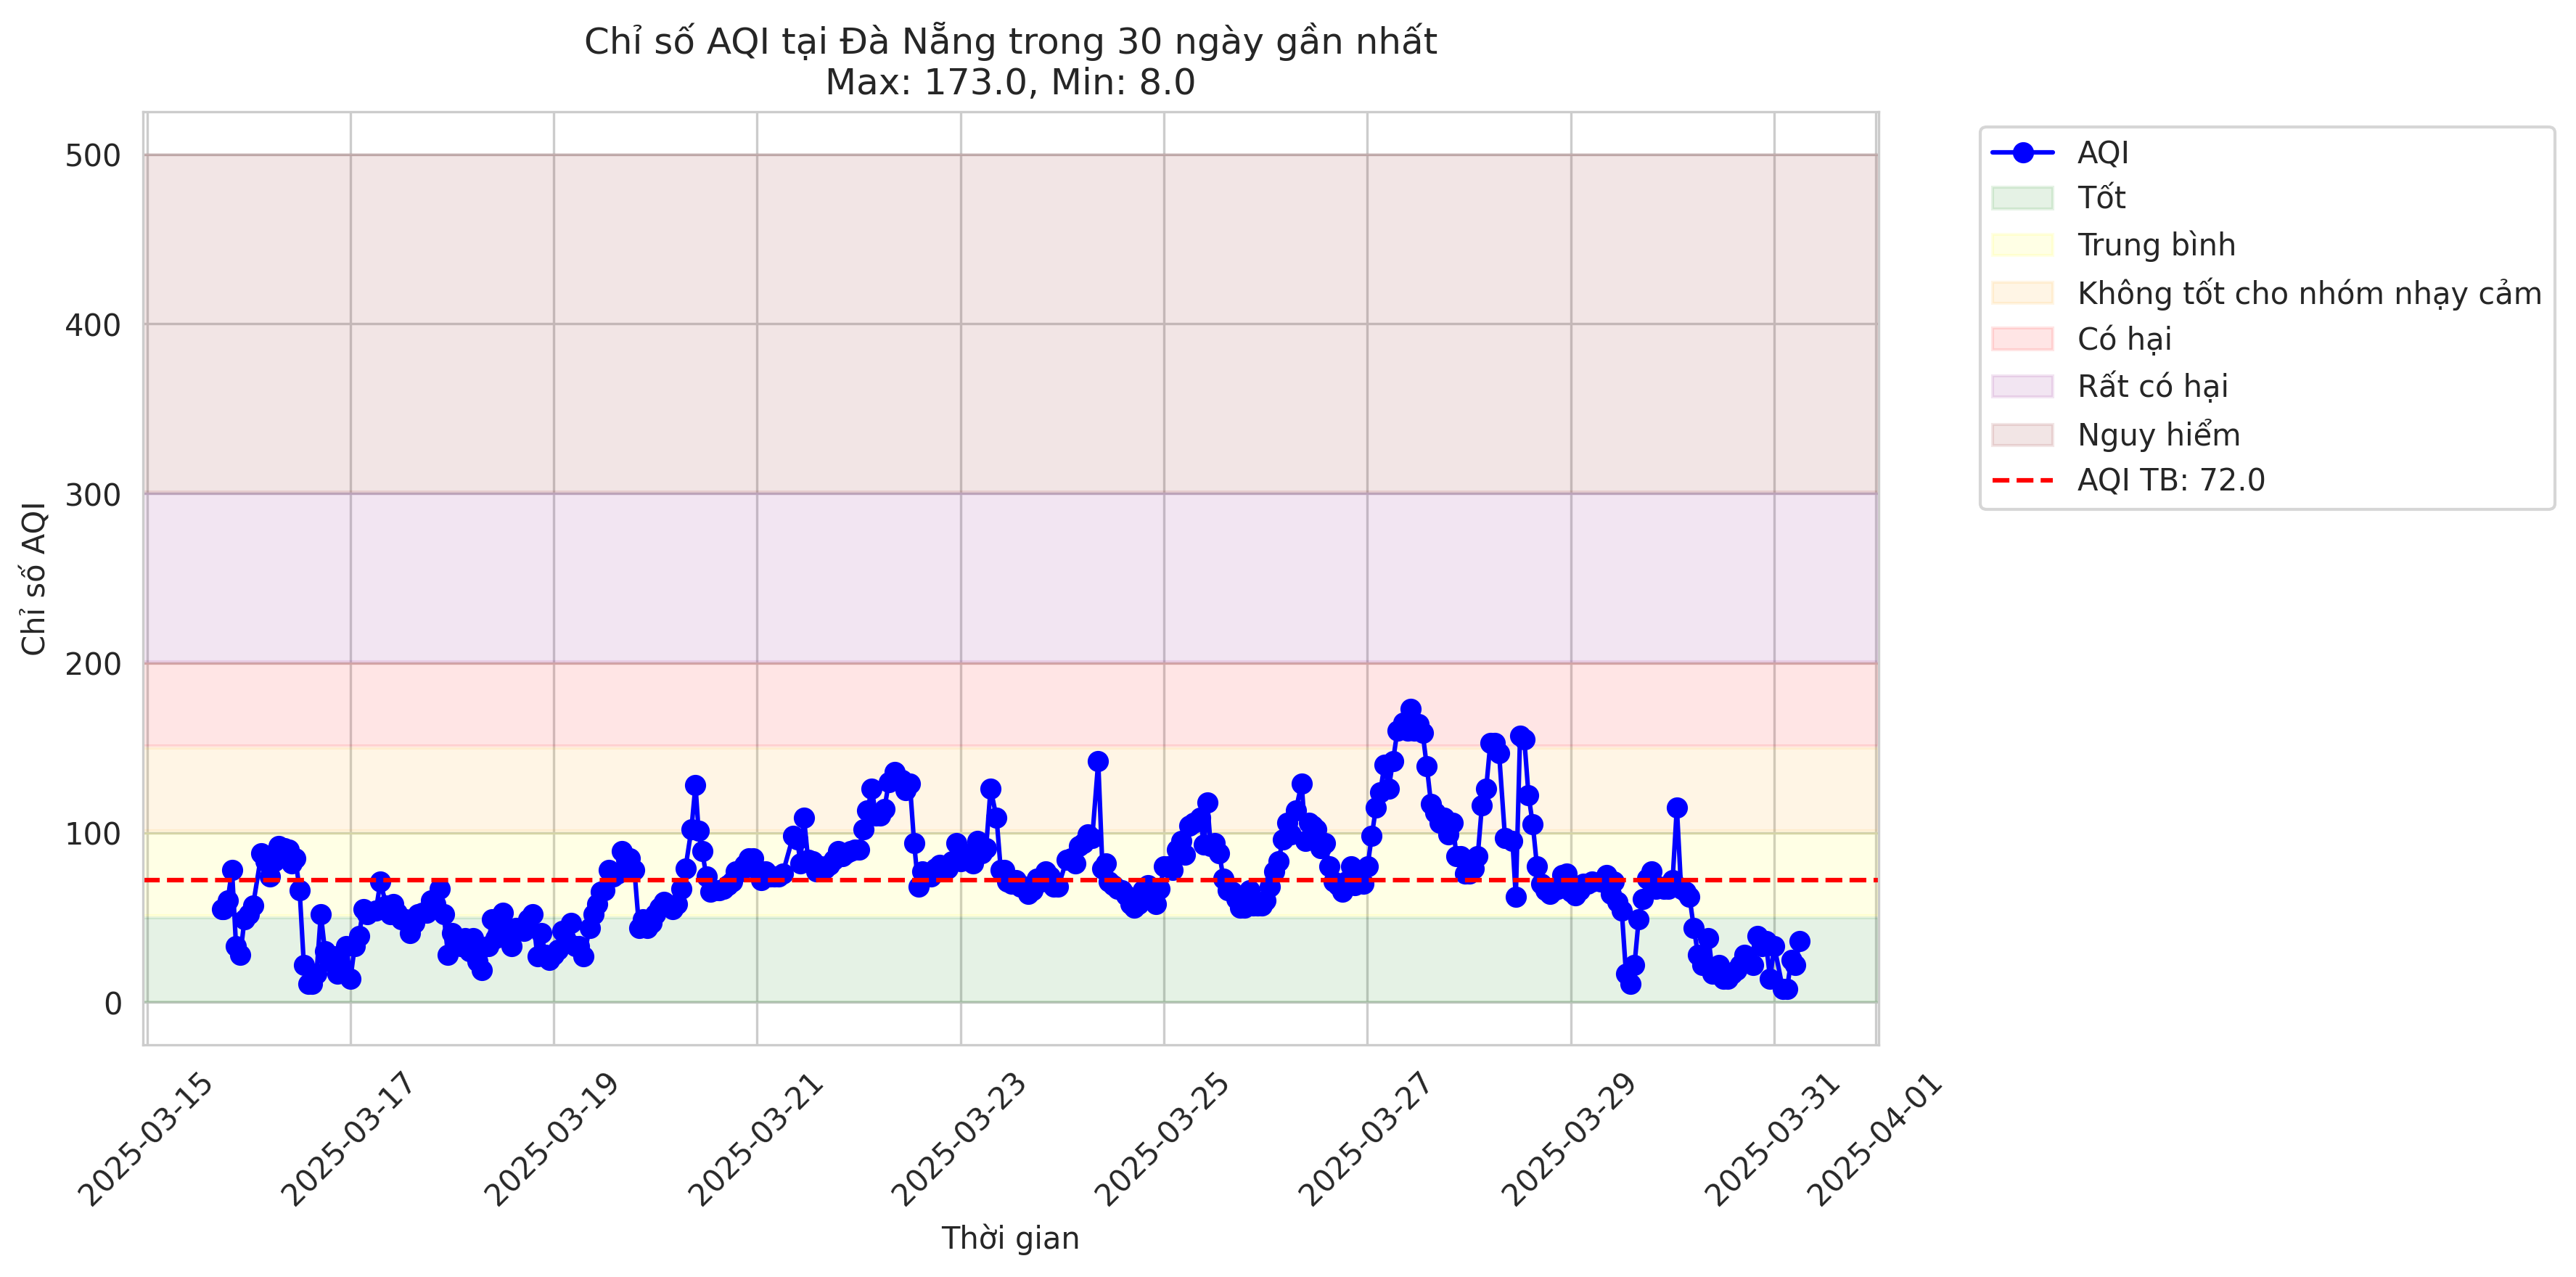 Chỉ số AQI tại Đà Nẵng trong 30 ngày gần nhất
Max: 173.0, Min: 8.0
Chỉ số AQI
500
400
300
200
100
0
2025-03-15
2025-03-17
2025-03-19
2025-03-21
2025-03-23
2025-03-25
2025-03-27
2025-03-29
2025-03-31
2025-04-01
Thời gian
AQI
Tốt
Trung bình
Không tốt cho nhóm nhạy cảm
Có hại
Rất có hại
Nguy hiểm
AQI TB: 72.0